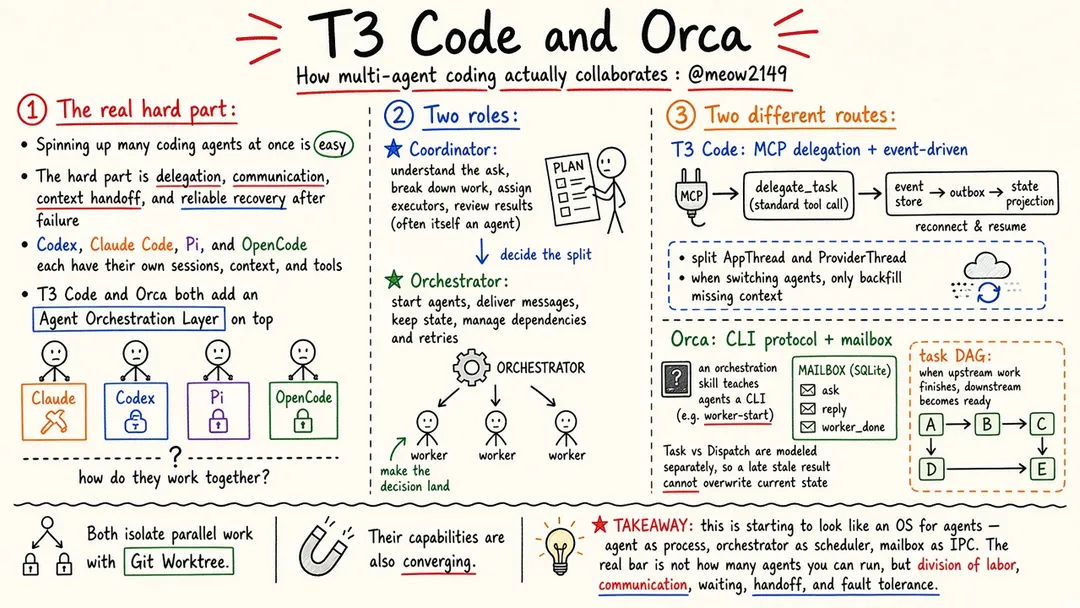 T3 Code and Orca
How multi-agent coding actually collaborates : @meow2149
1 The real hard part:
• Spinning up many coding agents at once is easy
• The hard part is delegation, communication,
context handoff, and reliable recovery after
failure
• Codex, Claude Code, Pi, and OpenCode
each have their own sessions, context, and tools
• T3 Code and Orca both add an
Agent Orchestration Layer on top
Claude
Codex
Pi
OpenCode
?
how do they work together?
2 Two roles:
Coordinator:
understand the ask,
break down work, assign
executors, review results
(often itself an agent)
PLAN
decide the split
Orchestrator:
start agents, deliver messages,
keep state, manage dependencies
and retries
ORCHESTRATOR
worker
worker
worker
make the
decision land
3 Two different routes:
T3 Code: MCP delegation + event-driven
MCP
delegate_task
(standard tool call)
event
store
outbox
state
projection
reconnect & resume
• split AppThread and ProviderThread
• when switching agents, only backfill
missing context
Orca: CLI protocol + mailbox
?
an orchestration
skill teaches
agents a CLI
(e.g. worker-start)
MAILBOX (SQLite)
ask
reply
worker_done
Task vs Dispatch are modeled
separately, so a late stale result
cannot overwrite current state
task DAG:
when upstream work
finishes, downstream
becomes ready
A B C
D E
Both isolate parallel work
with Git Worktree.
Their capabilities are
also converging.
TAKEAWAY: this is starting to look like an OS for agents —
agent as process, orchestrator as scheduler, mailbox as IPC. The
real bar is not how many agents you can run, but division of labor,
communication, waiting, handoff, and fault tolerance.